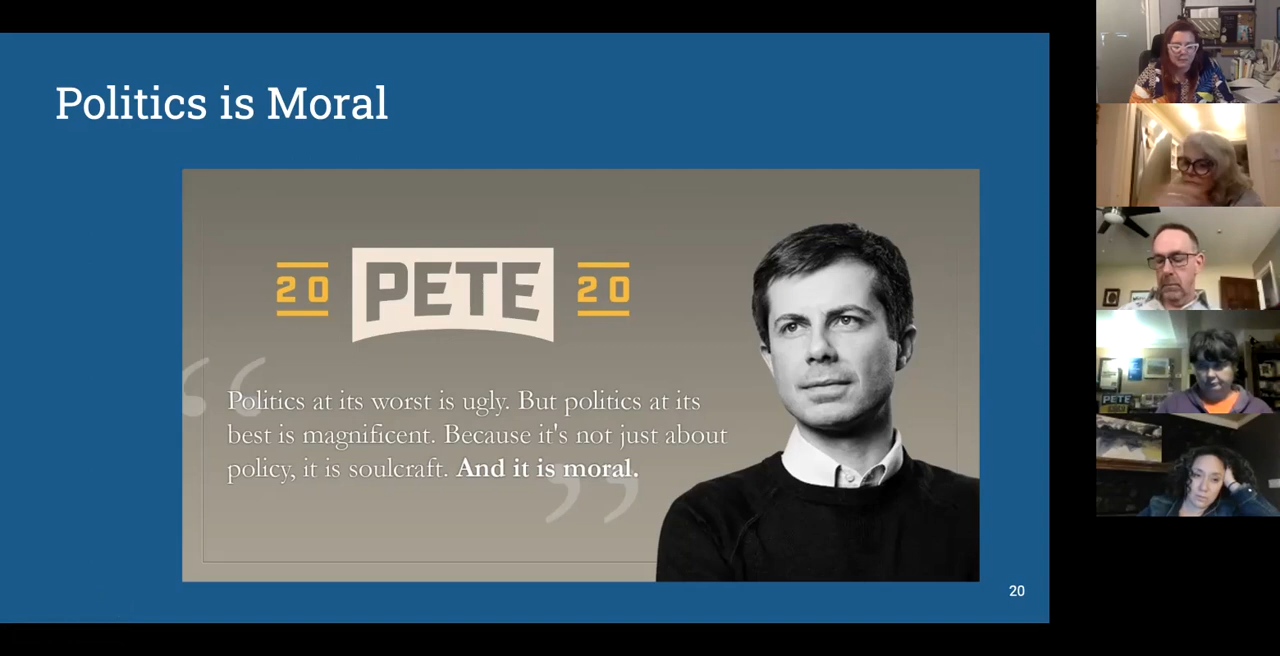 Politics is Moral
20 PETE 20
Politics at its worst is ugly. But politics at its
best is magnificent. Because it's not just about
policy, it is soulcraft. And it is moral.
20
PETE